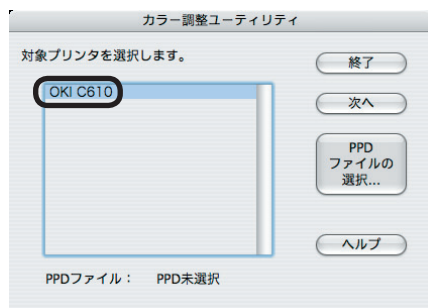 カラー調整ユーティリティ
対象プリンタを選択します。
終了
OKI C610
次へ
PPD
ファイルの
選択...
ヘルプ
PPDファイル： PPD未選択